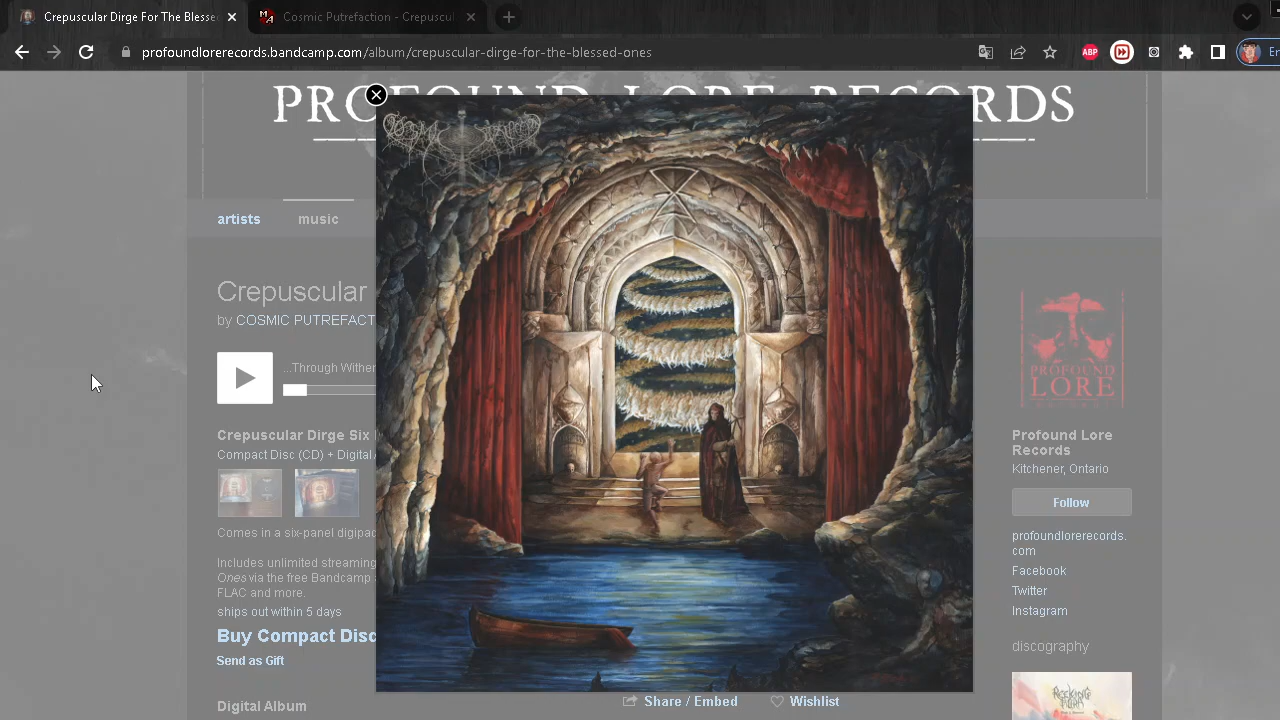 Crepuscular Dirge For The Blesse
Cosmic Putrefaction - Crepuscul
profoundlorerecords.bandcamp.com/album/crepuscular-dirge-for-the-blessed-ones
ABP
En
PROFOUND LORE RECORDS
artists
music
Crepuscular
by COSMIC PUTREFACT
...Through Wither
Crepuscular Dirge Six
Compact Disc (CD) + Digital
Comes in a six-panel digipac
Includes unlimited streaming
Ones via the free Bandcamp
FLAC and more.
ships out within 5 days
Buy Compact Disc
Send as Gift
Digital Album
Share / Embed
Wishlist
PROFOUND
LORE
RECORDS
Profound Lore
Records
Kitchener, Ontario
Follow
profoundlorerecords.
com
Facebook
Twitter
Instagram
discography